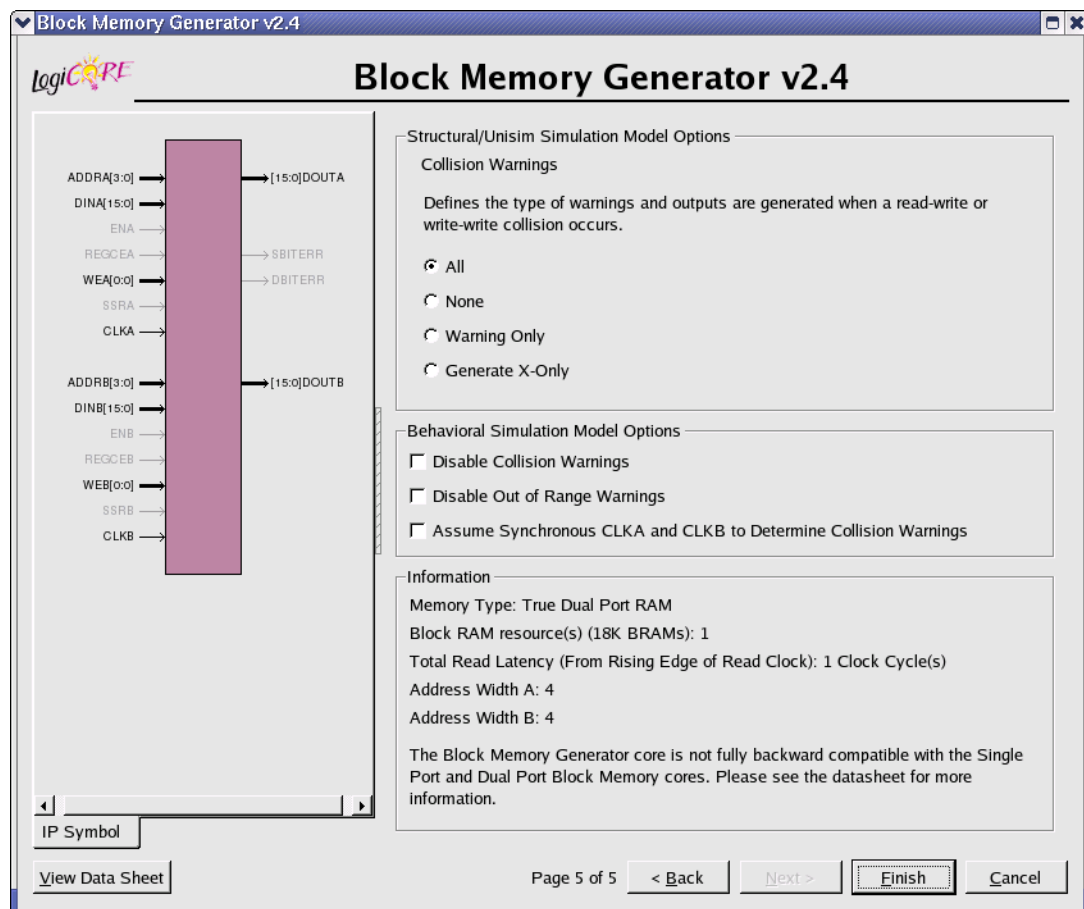 Block Memory Generator v2.4
LogiCORE
Block Memory Generator v2.4
ADDRA[3:0]
[15:0]DOUTA
DINA[15:0]
ENA
REGCEA
SBITERR
WEA[0:0]
DBITERR
SSRA
CLKA
ADDRB[3:0]
[15:0]DOUTB
DINB[15:0]
ENB
REGCEB
WEB[0:0]
SSRB
CLKB
IP Symbol
Structural/Unisim Simulation Model Options
Collision Warnings
Defines the type of warnings and outputs are generated when a read-write or
write-write collision occurs.
All
None
Warning Only
Generate X-Only
Behavioral Simulation Model Options
Disable Collision Warnings
Disable Out of Range Warnings
Assume Synchronous CLKA and CLKB to Determine Collision Warnings
Information
Memory Type: True Dual Port RAM
Block RAM resource(s) (18K BRAMs): 1
Total Read Latency (From Rising Edge of Read Clock): 1 Clock Cycle(s)
Address Width A: 4
Address Width B: 4
The Block Memory Generator core is not fully backward compatible with the Single
Port and Dual Port Block Memory cores. Please see the datasheet for more
information.
View Data Sheet
Page 5 of 5
< Back
Next >
Finish
Cancel